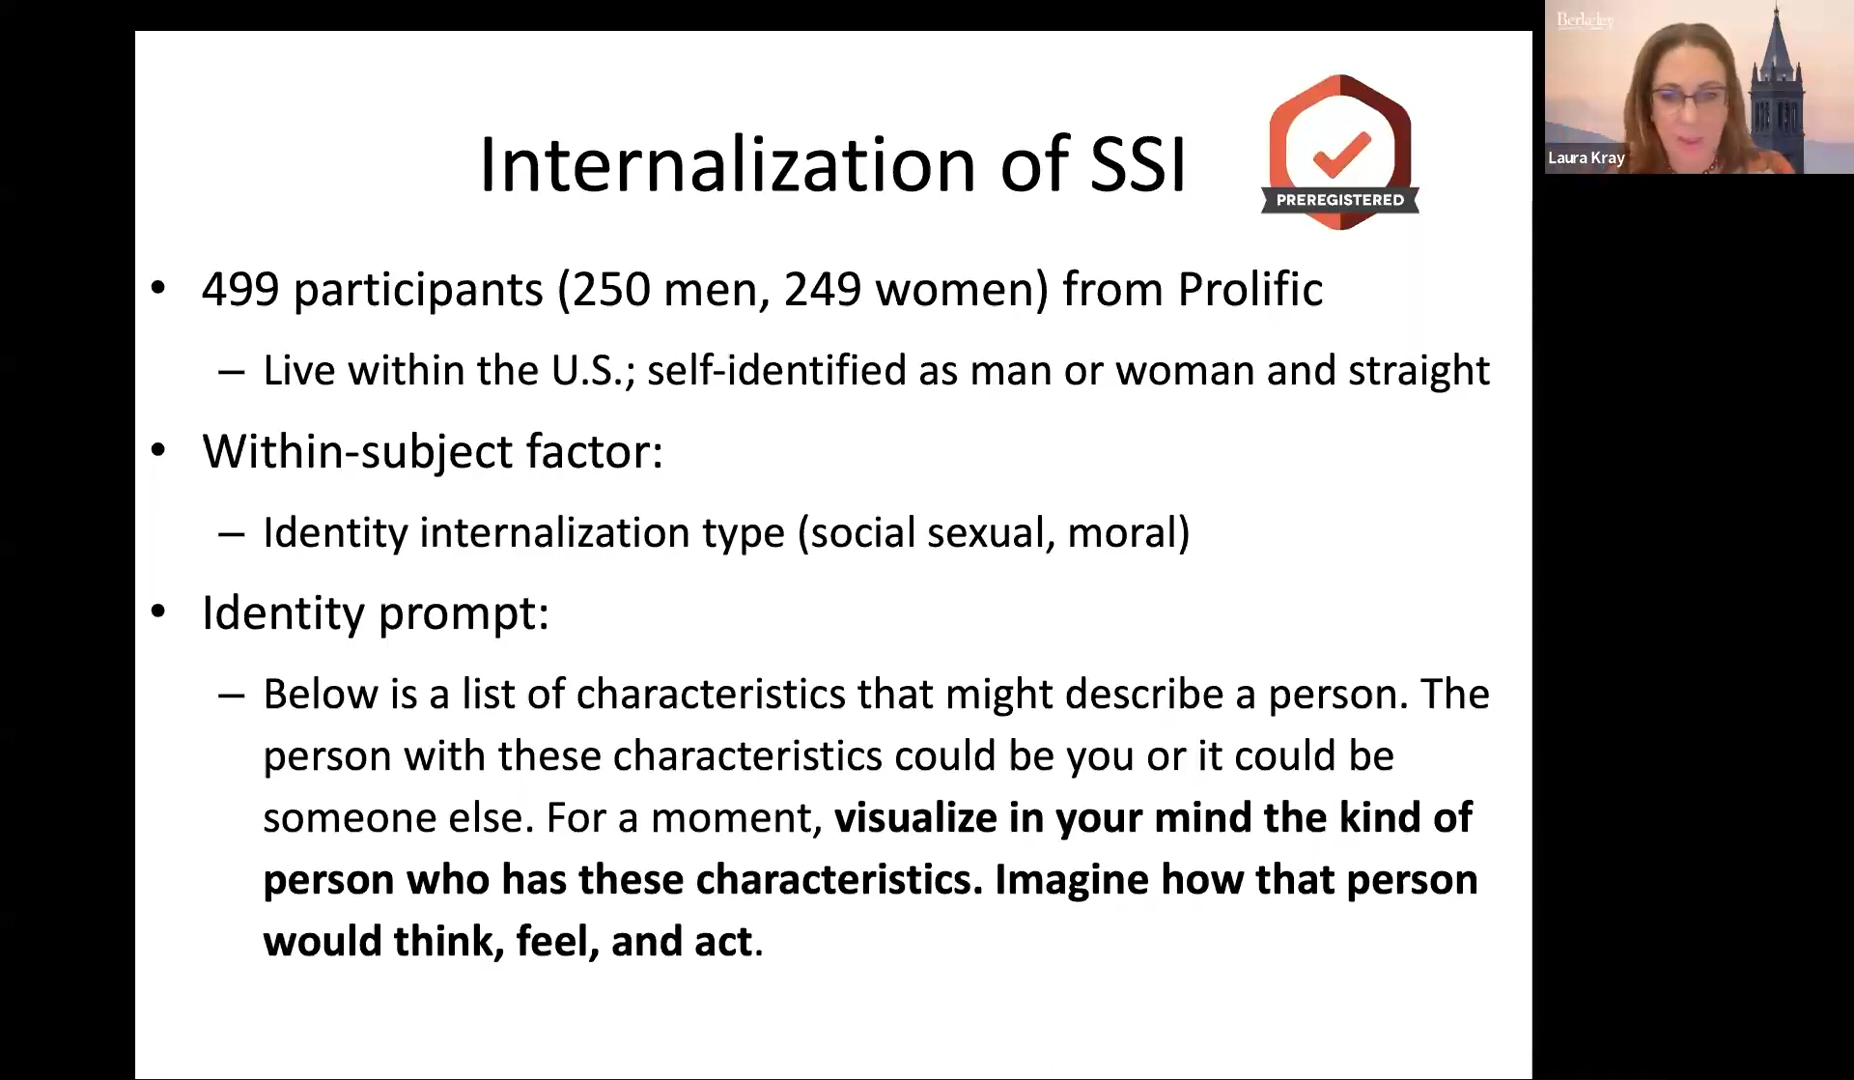 Internalization of SSI
PREREGISTERED
• 499 participants (250 men, 249 women) from Prolific
– Live within the U.S.; self-identified as man or woman and straight
• Within-subject factor:
– Identity internalization type (social sexual, moral)
• Identity prompt:
– Below is a list of characteristics that might describe a person. The
person with these characteristics could be you or it could be
someone else. For a moment, visualize in your mind the kind of
person who has these characteristics. Imagine how that person
would think, feel, and act.
Berkeley
Laura Kray